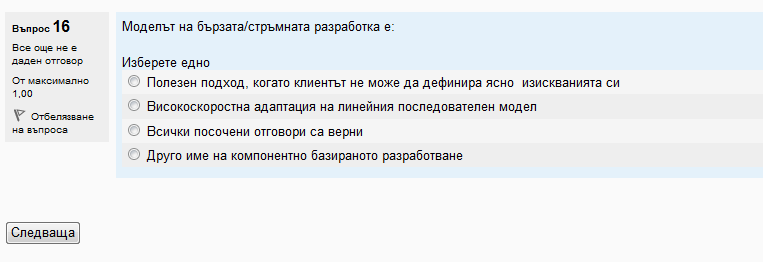 Въпрос 16
Все още не е
даден отговор
От максимално
1,00
Отбелязване
на въпроса
Моделът на бързата/стръмната разработка е:
Изберете едно
Полезен подход, когато клиентът не може да дефинира ясно изискванията си
Високоскоростна адаптация на линейния последователен модел
Всички посочени отговори са верни
Друго име на компонентно базираното разработване
Следваща